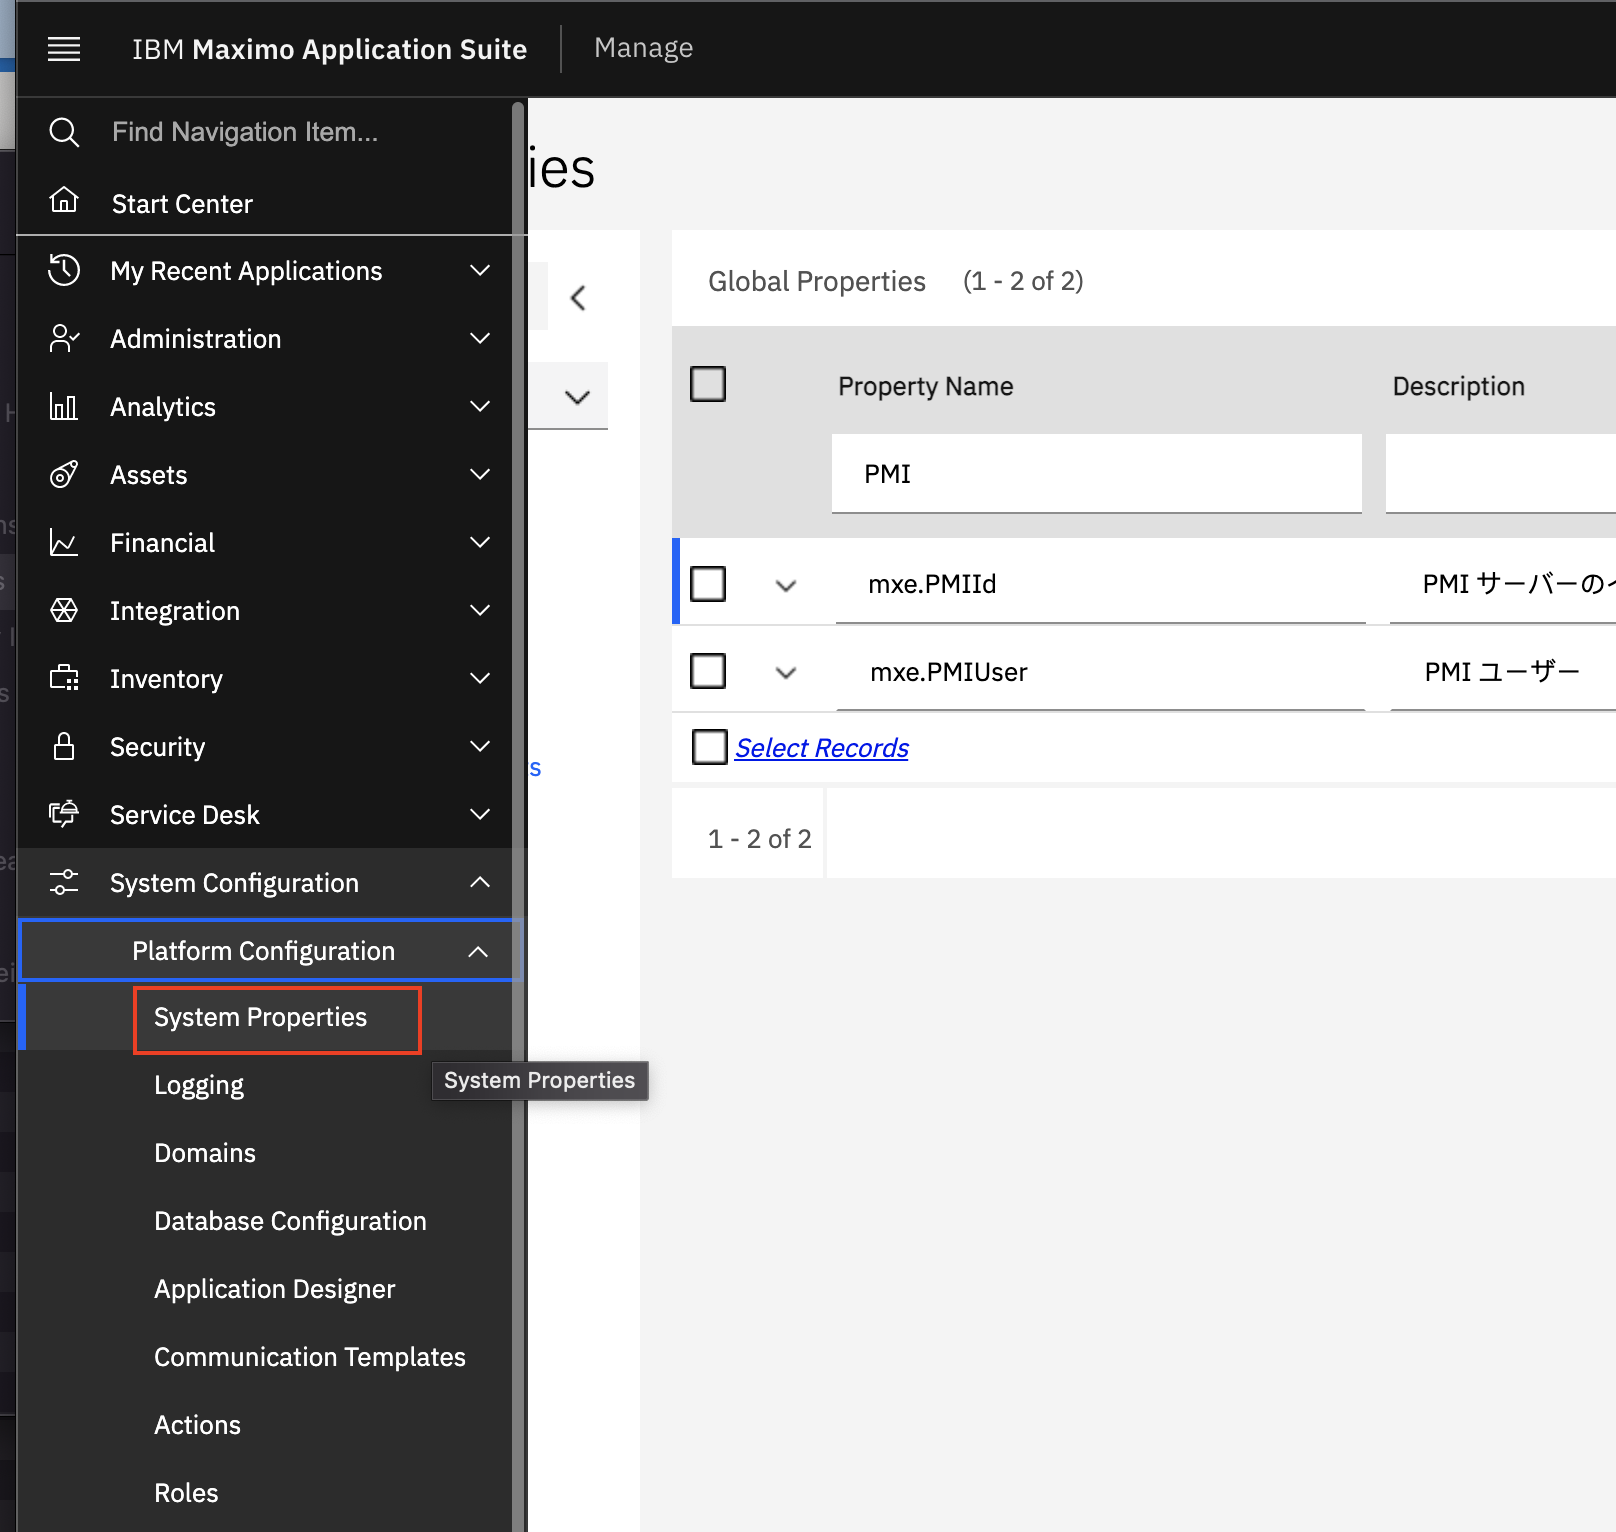 IBM Maximo Application Suite
Manage
Find Navigation Item...
Start Center
My Recent Applications
Administration
Analytics
Assets
Financial
Integration
Inventory
Security
Service Desk
System Configuration
Platform Configuration
System Properties
Logging
Domains
Database Configuration
Application Designer
Communication Templates
Actions
Roles
System Properties
ies
s
Global Properties (1 - 2 of 2)
Property Name Description
PMI
mxe.PMIId PMI サーバーの
mxe.PMIUser PMI ユーザー
Select Records
1 - 2 of 2